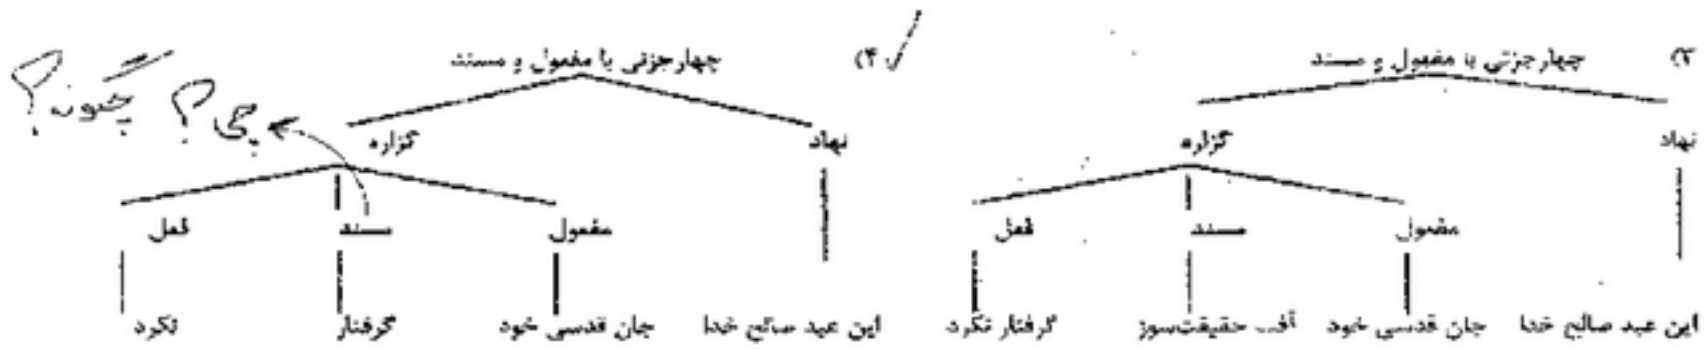 ۳) چهارجزئی با مفعول و مسند
نهاد گزاره
مفعول مسند فعل
این عبد صالح خدا جان قدسی خود آفت حقیقت‌سوز گرفتار نکرد
۴) چهارجزئی با مفعول و مسند
نهاد گزاره
مفعول مسند فعل
این عبد صالح خدا جان قدسی خود گرفتار نکرد
چی؟ چگونه؟